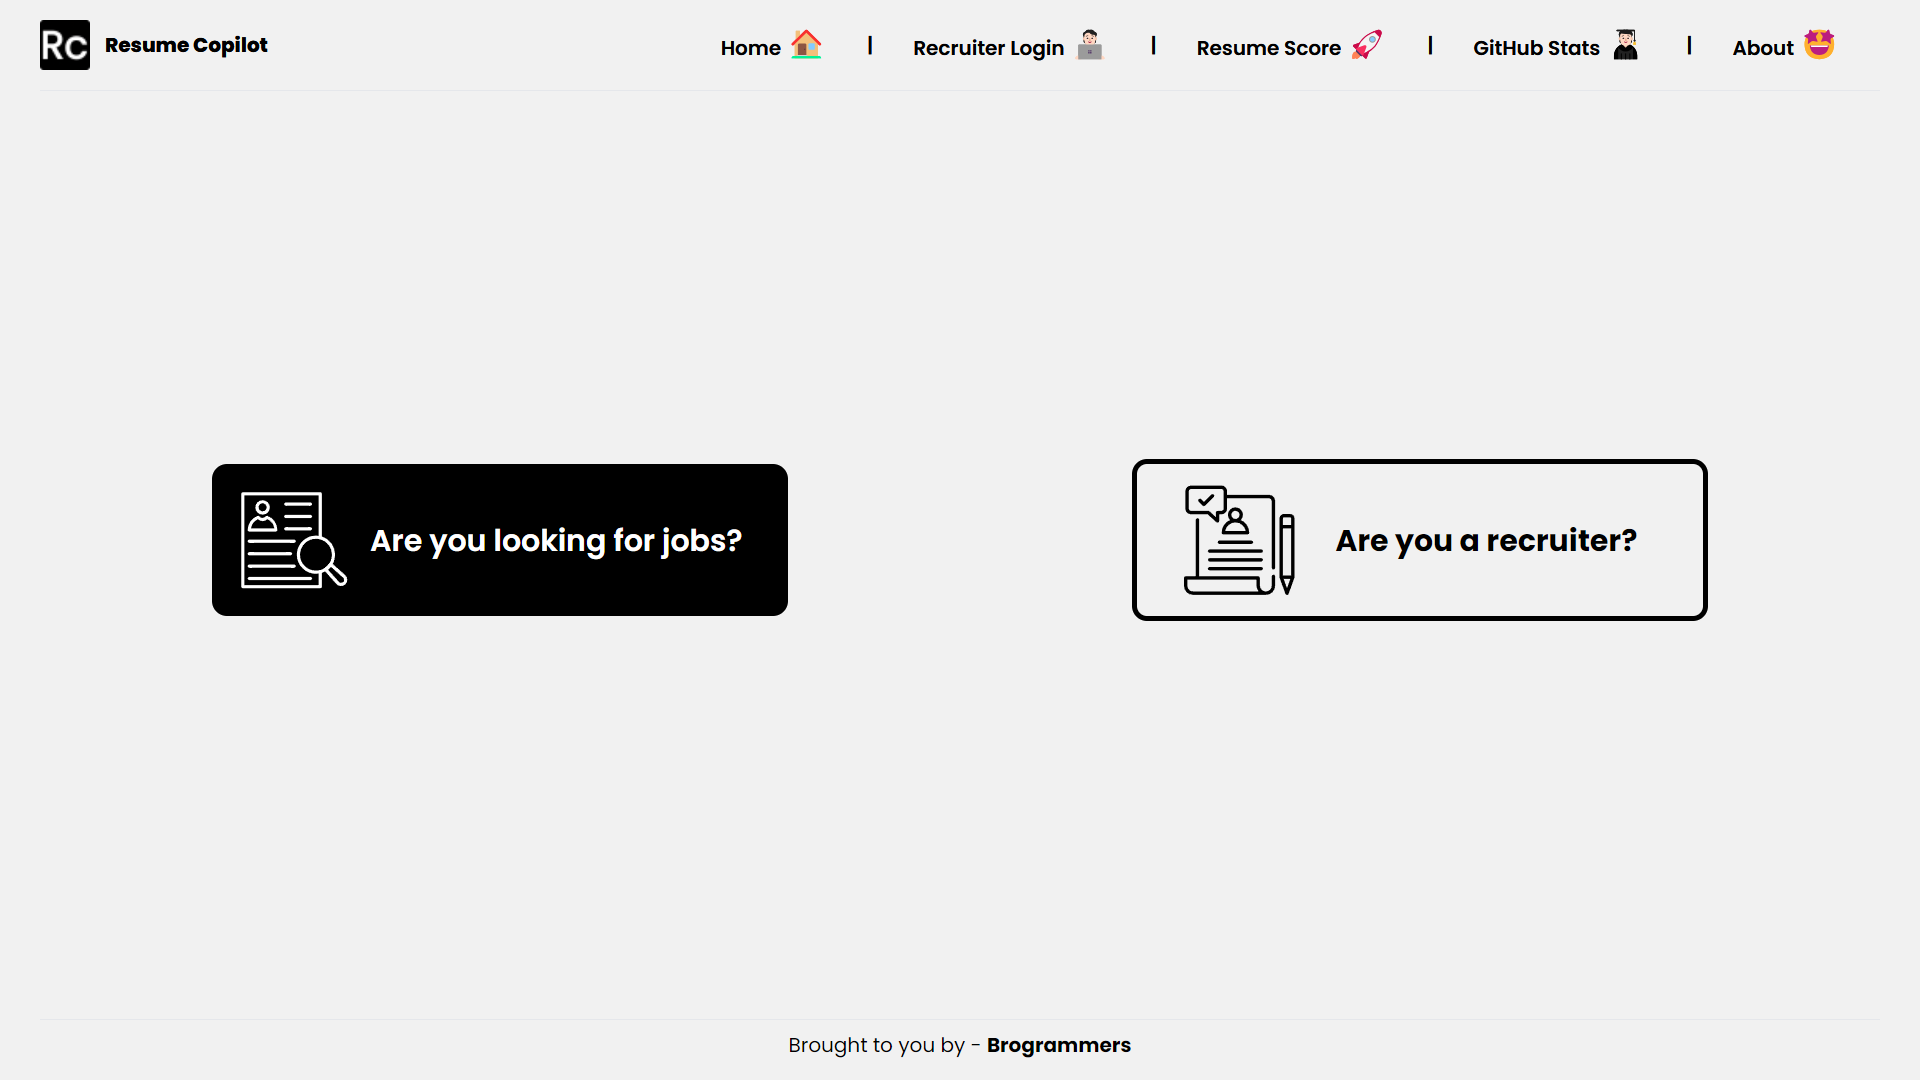 Rc Resume Copilot
Home | Recruiter Login | Resume Score | GitHub Stats | About
Are you looking for jobs?
Are you a recruiter?
Brought to you by - Brogrammers